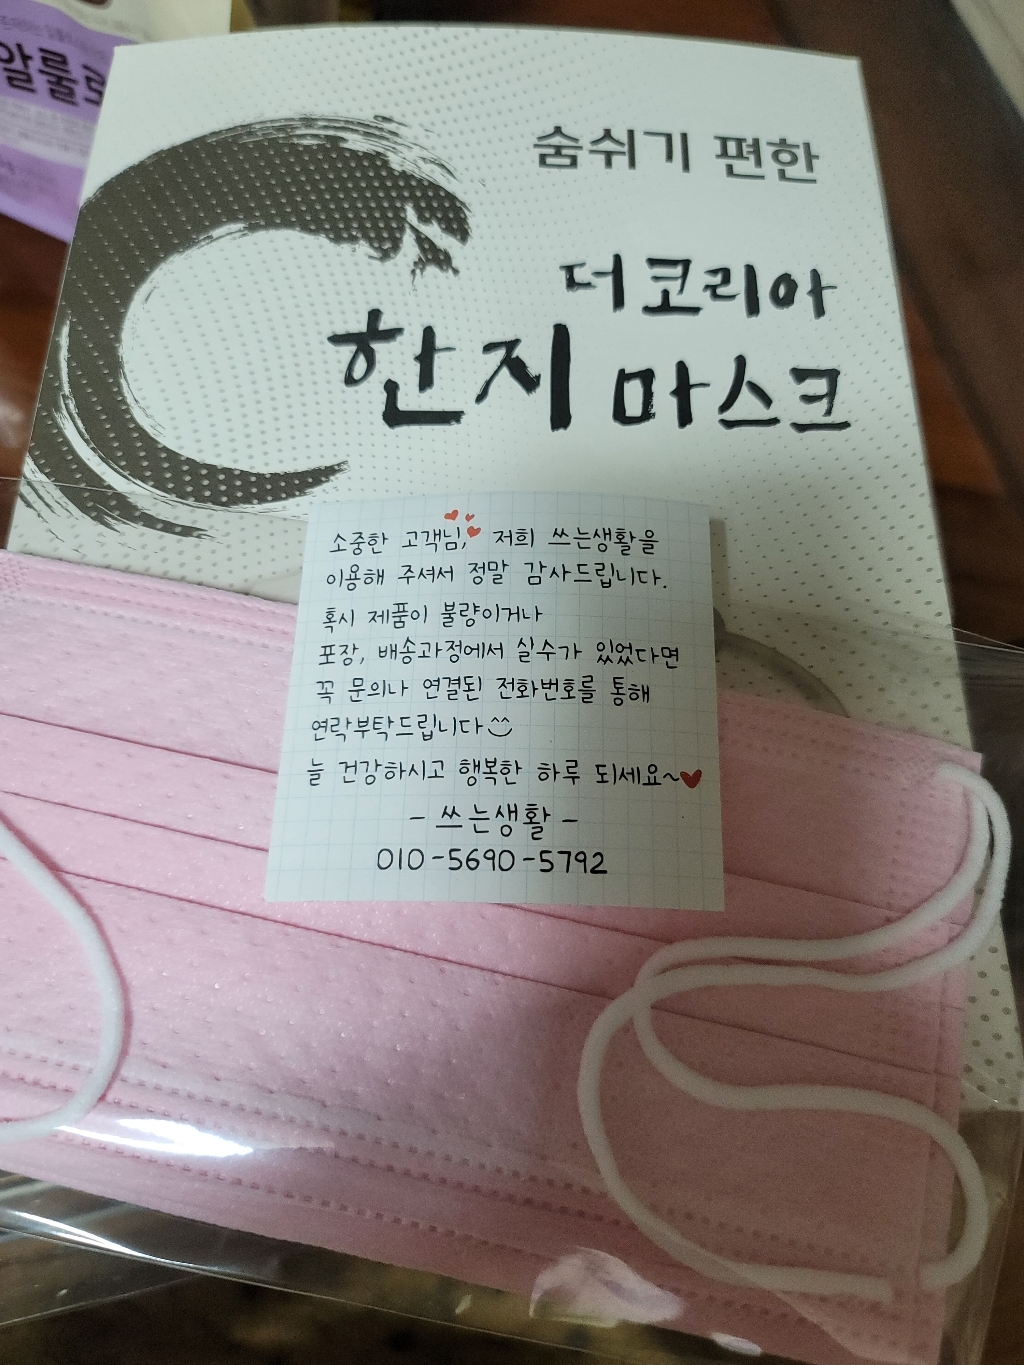 알룰로
숨쉬기 편한
더코리아
한지 마스크
소중한 고객님, 저희 쓰는생활을
이용해 주셔서 정말 감사드립니다.
혹시 제품이 불량이거나
포장, 배송과정에서 실수가 있었다면
꼭 문의나 연결된 전화번호를 통해
연락부탁드립니다^^
늘 건강하시고 행복한 하루 되세요~♥
- 쓰는생활 -
010-5690-5792